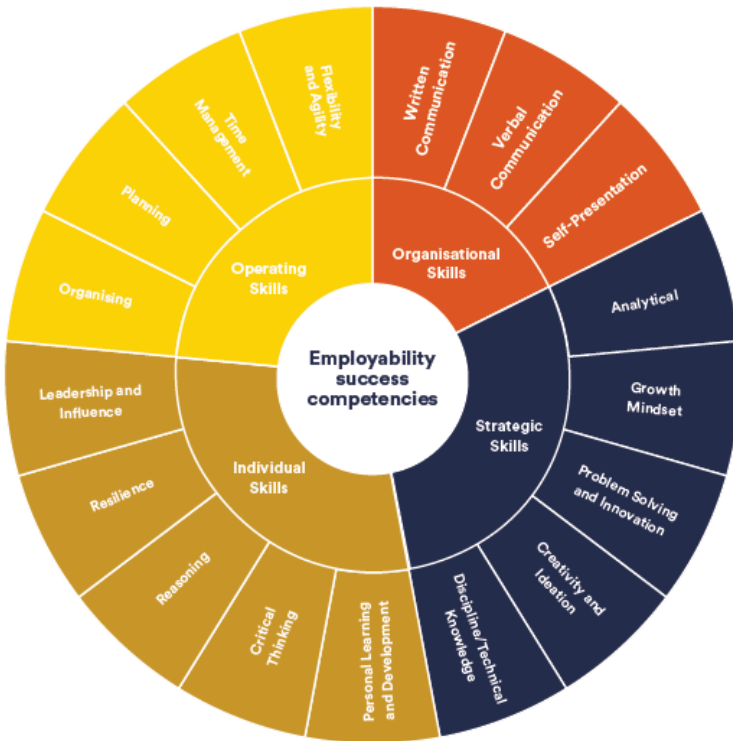 Employability
success
competencies
Organisational
Skills
Written
Communication
Verbal
Communication
Self-Presentation
Strategic
Skills
Analytical
Growth
Mindset
Problem Solving
and Innovation
Creativity and
Ideation
Discipline/Technical
Knowledge
Individual
Skills
Personal Learning
and Development
Critical
Thinking
Reasoning
Resilience
Leadership and
Influence
Operating
Skills
Organising
Planning
Time
Management
Flexibility
and Agility